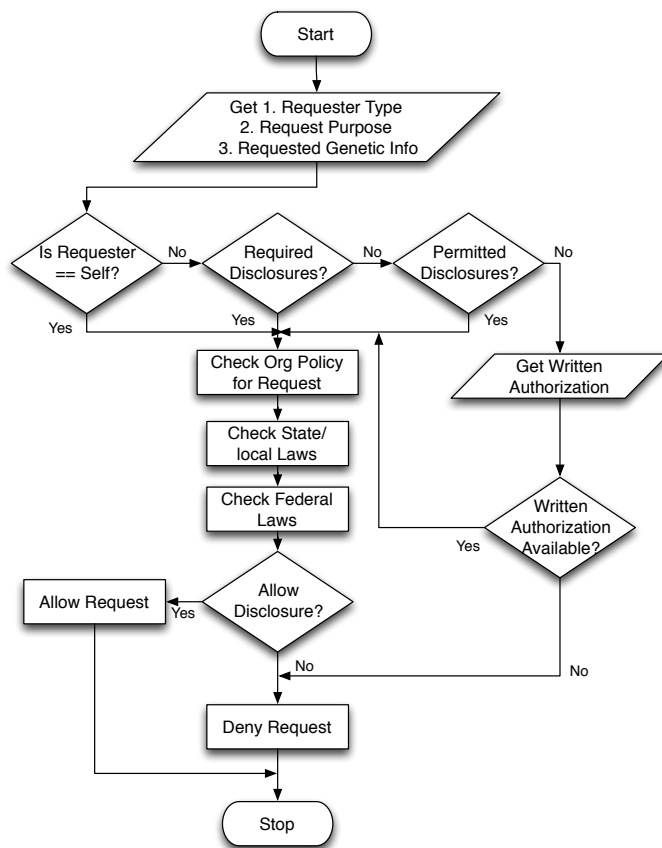 Start
Get 1. Requester Type
2. Request Purpose
3. Requested Genetic Info
Is Requester
== Self?
No
Required
Disclosures?
No
Permitted
Disclosures?
No
Yes
Yes
Yes
Check Org Policy
for Request
Get Written
Authorization
Check State/
local Laws
Check Federal
Laws
Written
Authorization
Available?
Yes
Allow
Disclosure?
Yes
Allow Request
No
No
Deny Request
Stop